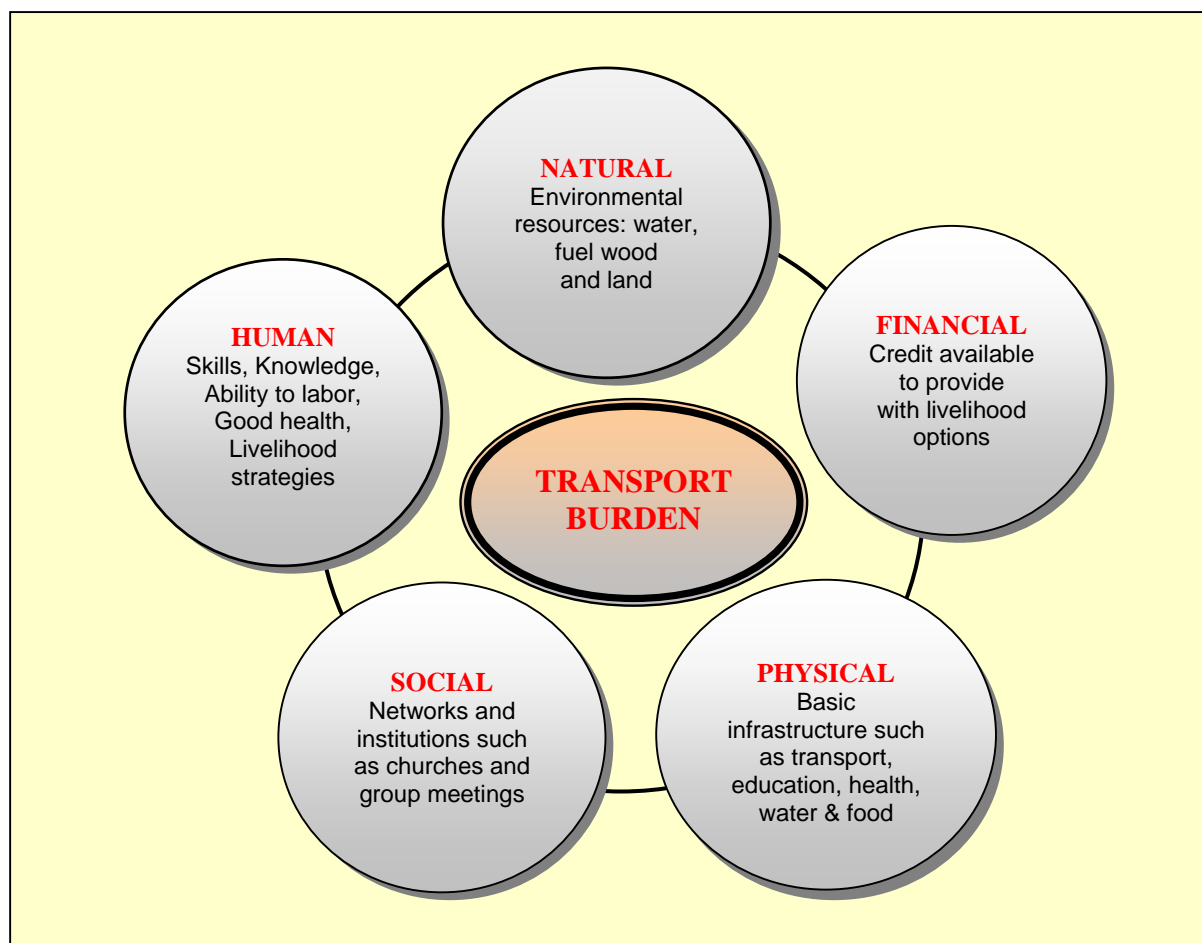 NATURAL
Environmental
resources: water,
fuel wood
and land
FINANCIAL
Credit available
to provide
with livelihood
options
HUMAN
Skills, Knowledge,
Ability to labor,
Good health,
Livelihood
strategies
TRANSPORT
BURDEN
SOCIAL
Networks and
institutions such
as churches and
group meetings
PHYSICAL
Basic
infrastructure such
as transport,
education, health,
water & food